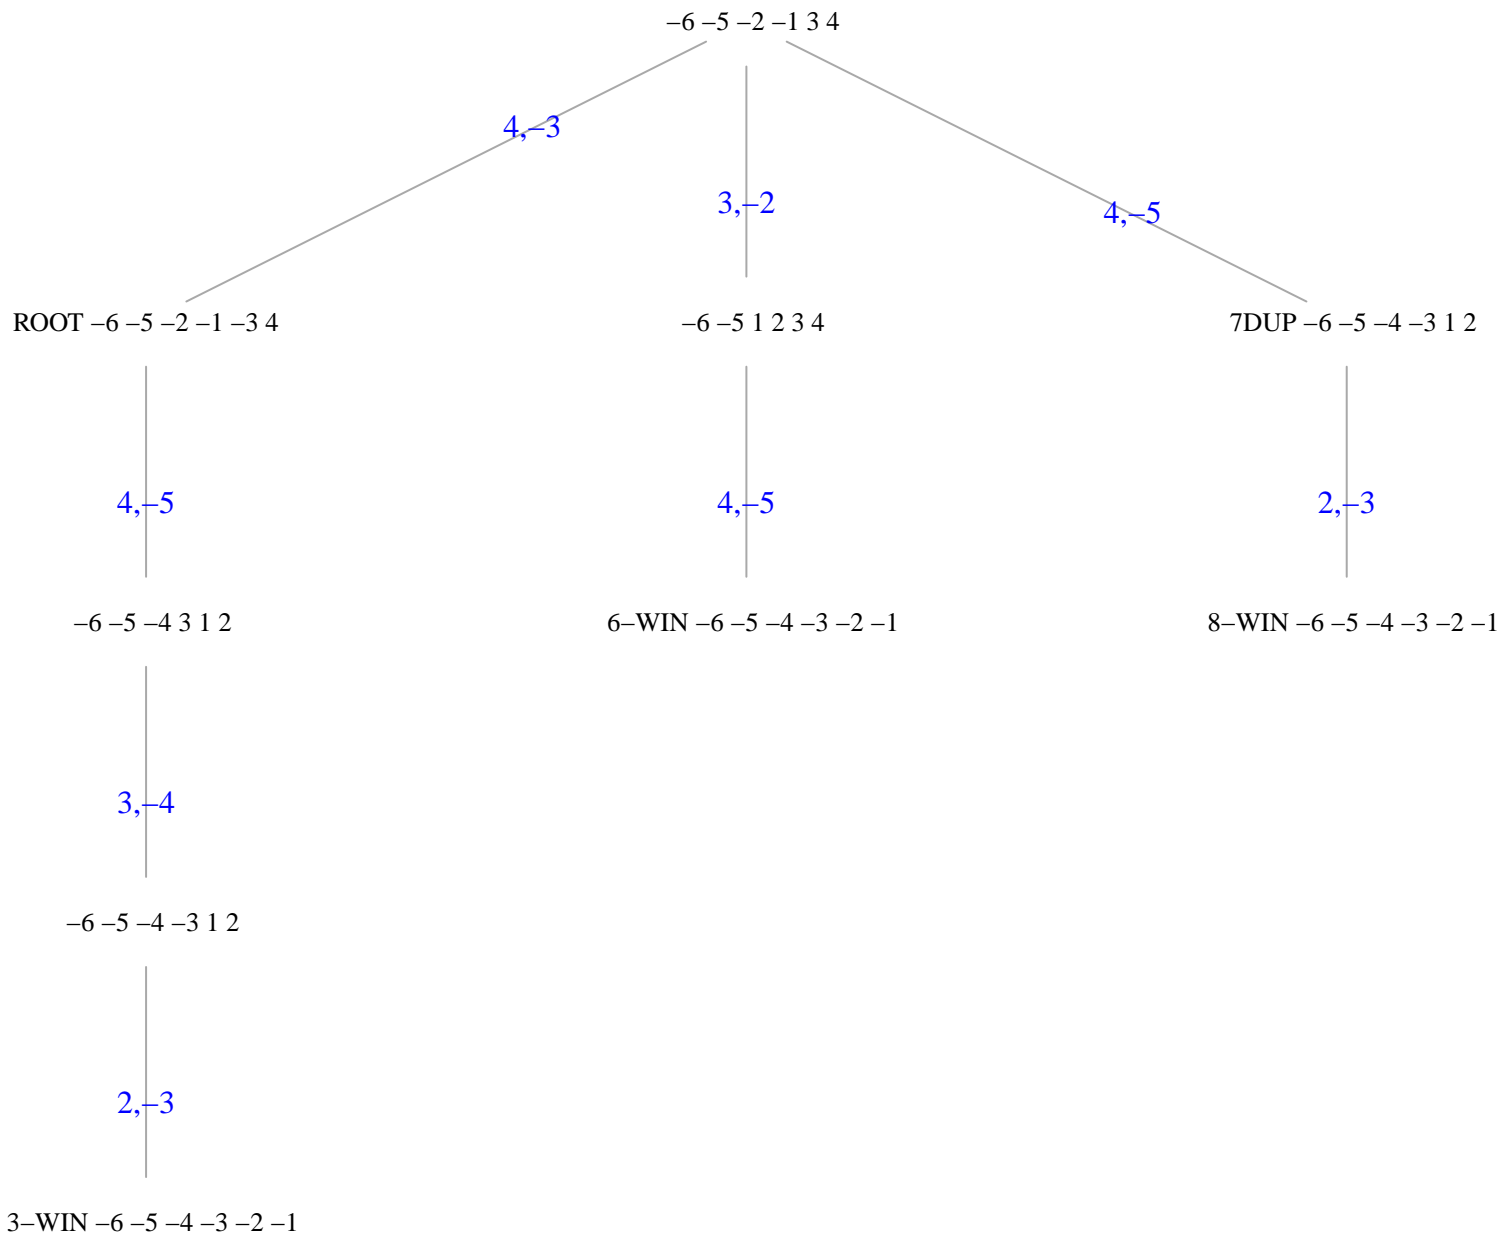 –6 –5 –2 –1 3 4
4,–3
3,–2
4,–5
ROOT –6 –5 –2 –1 –3 4
–6 –5 1 2 3 4
7DUP –6 –5 –4 –3 1 2
4,–5
4,–5
2,–3
–6 –5 –4 3 1 2
6–WIN –6 –5 –4 –3 –2 –1
8–WIN –6 –5 –4 –3 –2 –1
3,–4
–6 –5 –4 –3 1 2
2,–3
3–WIN –6 –5 –4 –3 –2 –1